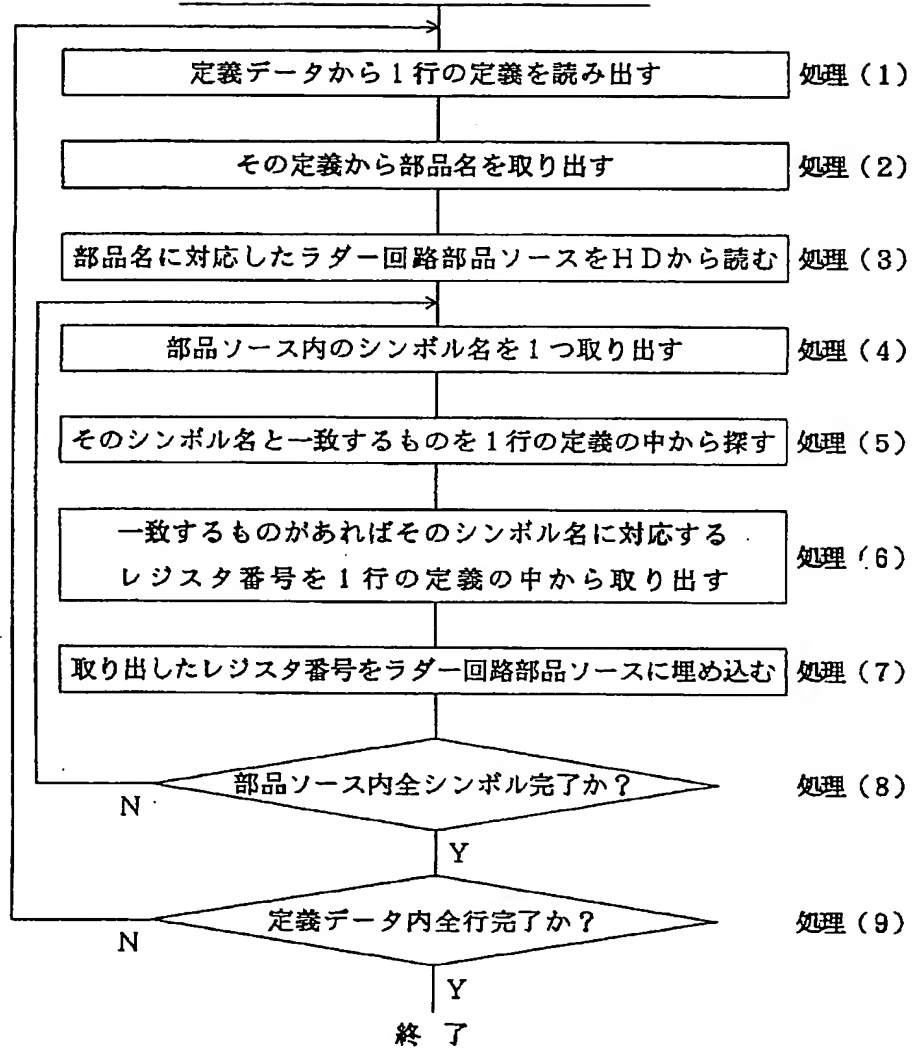 定義データから1行の定義を読み出す 処理(1)
その定義から部品名を取り出す 処理(2)
部品名に対応したラダー回路部品ソースをHDから読む 処理(3)
部品ソース内のシンボル名を1つ取り出す 処理(4)
そのシンボル名と一致するものを1行の定義の中から探す 処理(5)
一致するものがあればそのシンボル名に対応する
レジスタ番号を1行の定義の中から取り出す 処理(6)
取り出したレジスタ番号をラダー回路部品ソースに埋め込む 処理(7)
部品ソース内全シンボル完了か? 処理(8)
N
Y
定義データ内全行完了か? 処理(9)
N
Y
終了